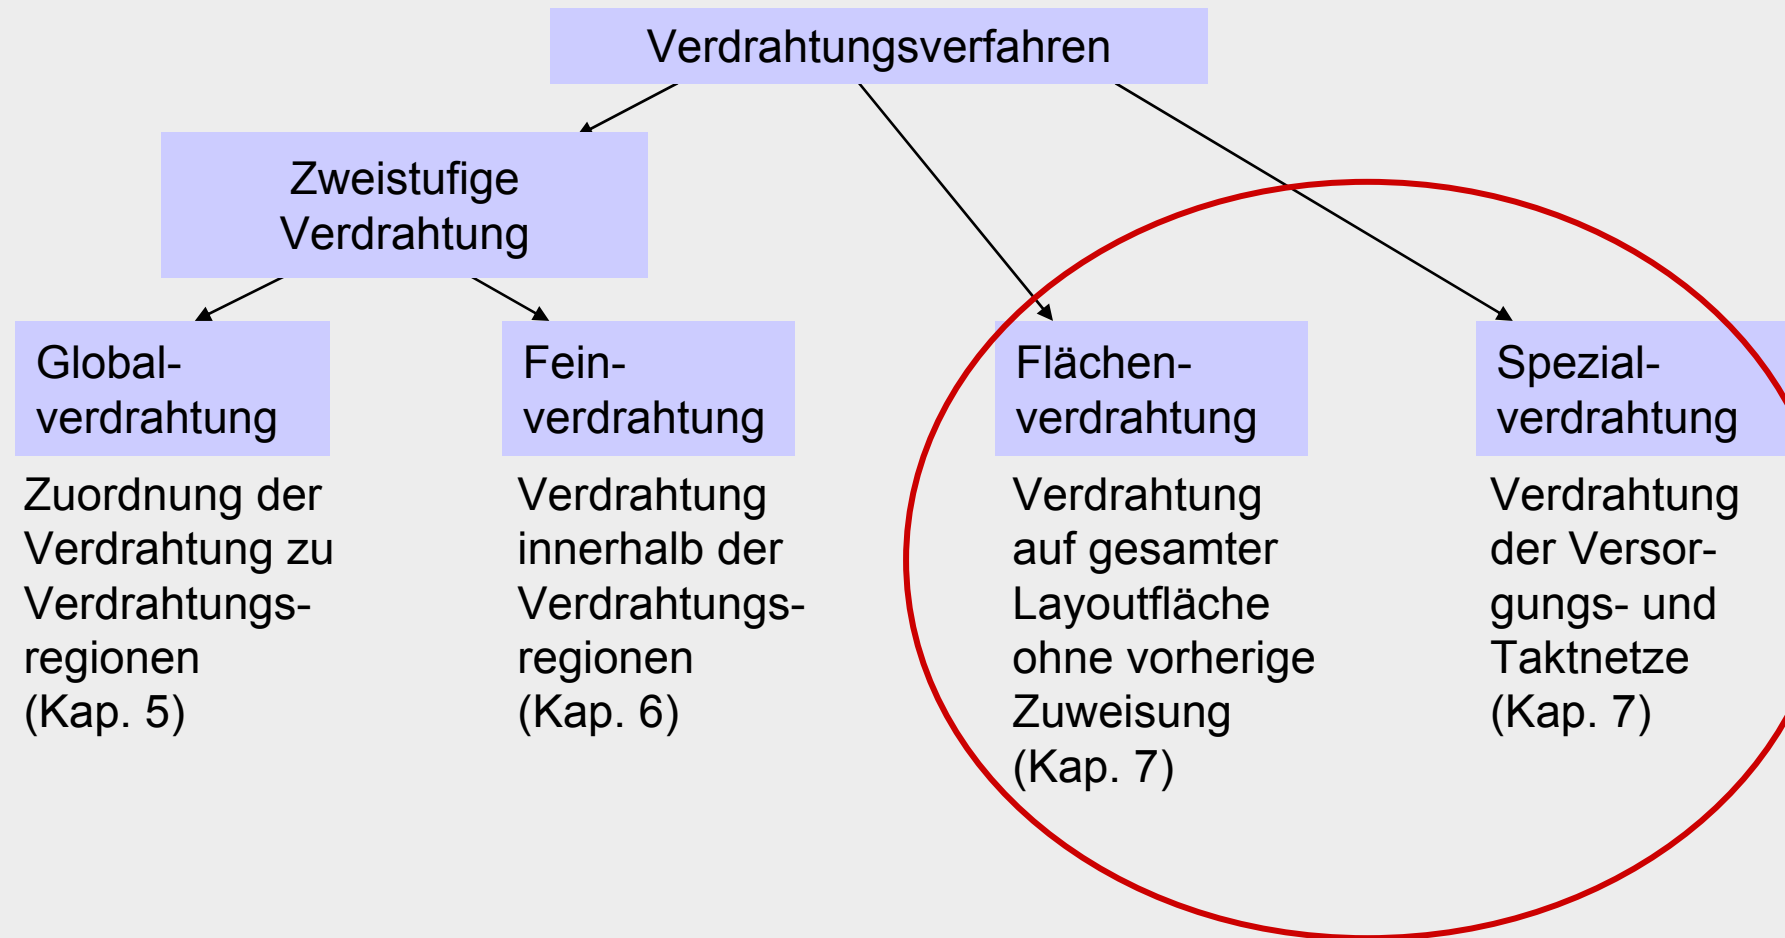 Verdrahtungsverfahren
Zweistufige
Verdrahtung
Global-
verdrahtung
Zuordnung der
Verdrahtung zu
Verdrahtungs-
regionen
(Kap. 5)
Fein-
verdrahtung
Verdrahtung
innerhalb der
Verdrahtungs-
regionen
(Kap. 6)
Flächen-
verdrahtung
Verdrahtung
auf gesamter
Layoutfläche
ohne vorherige
Zuweisung
(Kap. 7)
Spezial-
verdrahtung
Verdrahtung
der Versor-
gungs- und
Taktnetze
(Kap. 7)